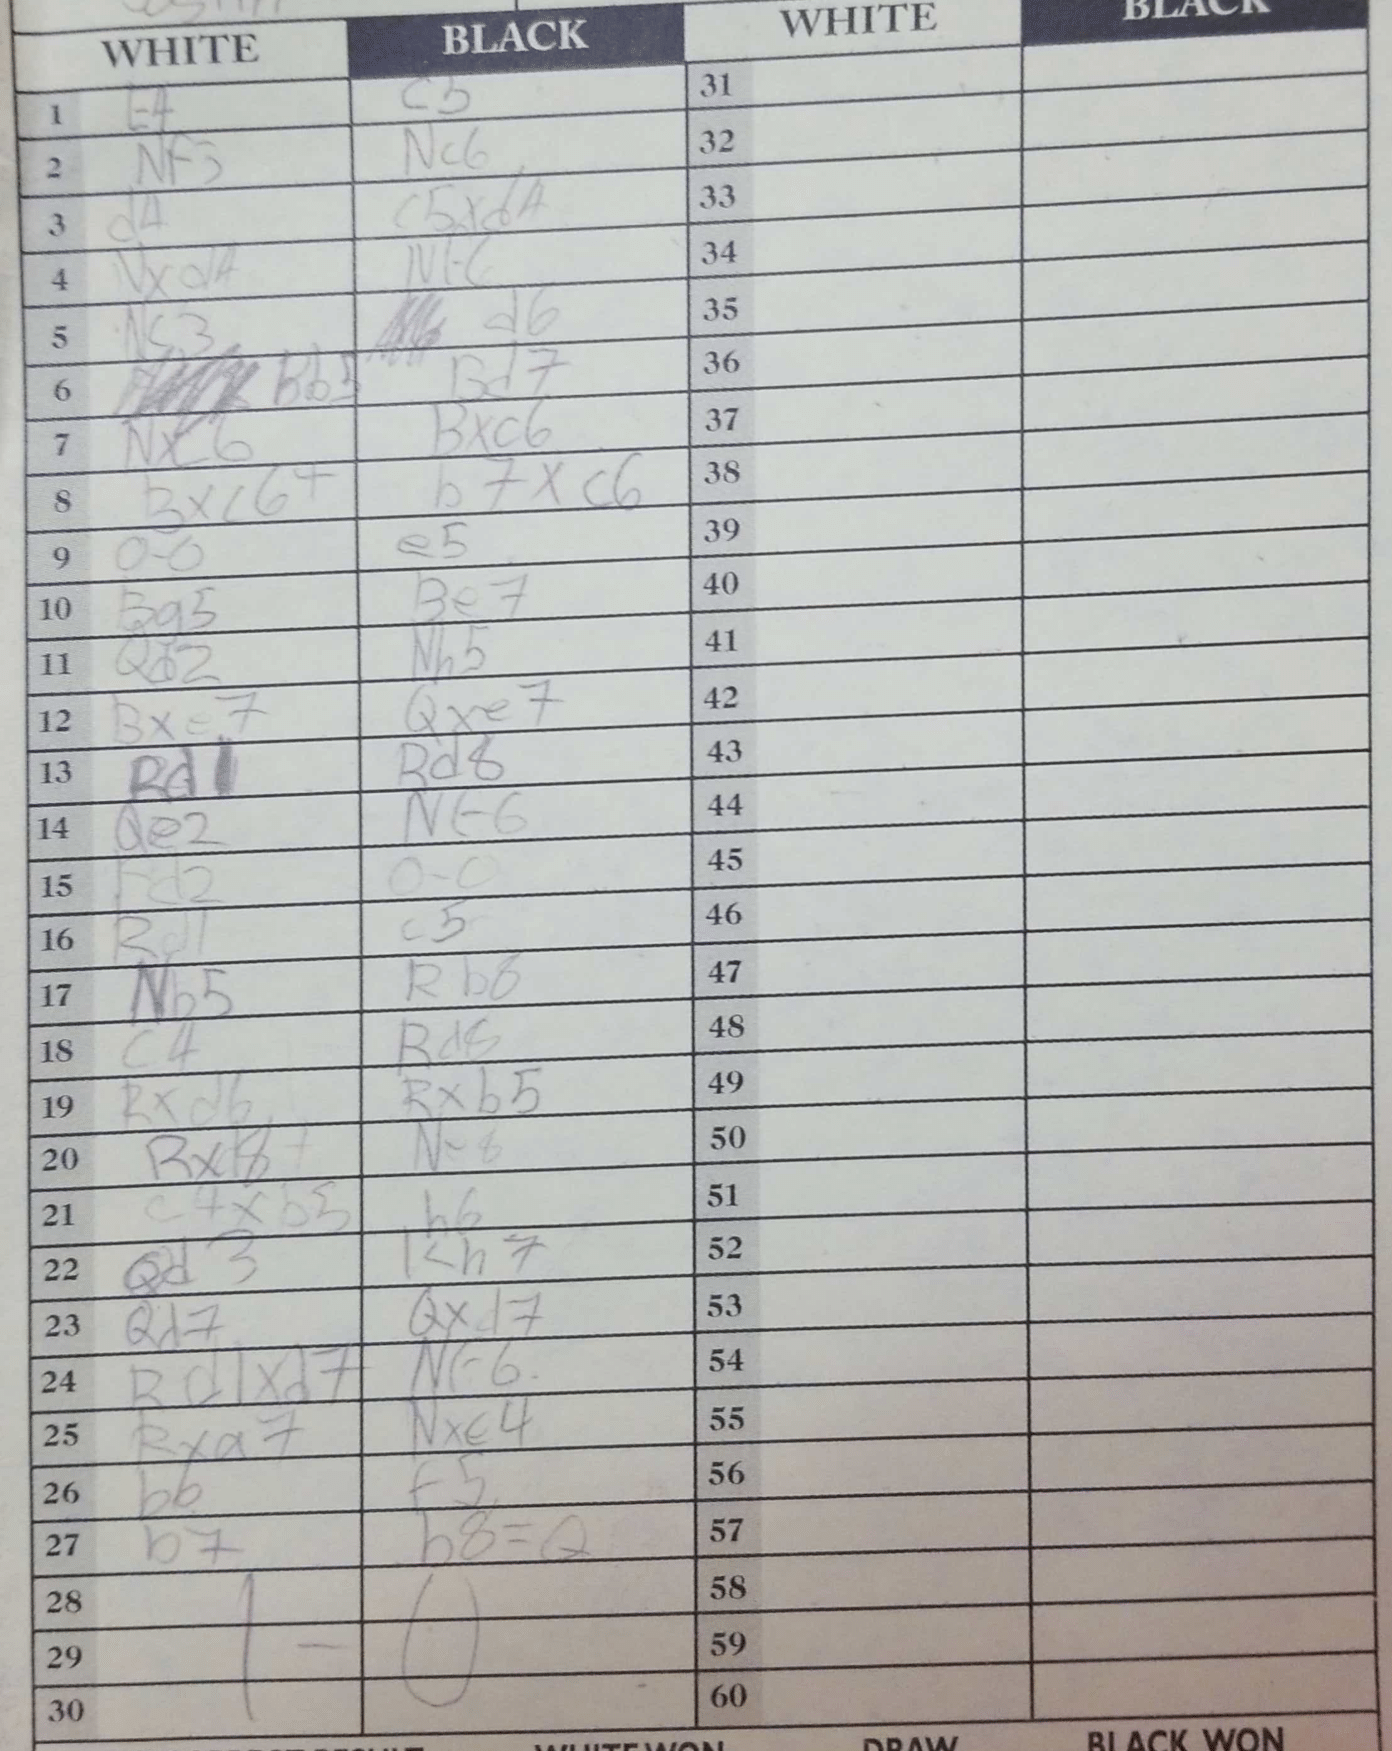 WHITE BLACK WHITE BLACK
1 E4 c5 31
2 NF3 Nc6 32
3 d4 c5xd4 33
4 Nxd4 NF6 34
5 Nc3 d6 35
6 Bb5 Bd7 36
7 Nxc6 Bxc6 37
8 Bxc6+ b7xc6 38
9 0-0 e5 39
10 Bg5 Be7 40
11 Qd2 Nh5 41
12 Bxe7 Qxe7 42
13 Rd1 Rd8 43
14 Qe2 NF6 44
15 Rd2 0-0 45
16 Rd1 c5 46
17 Nb5 Rb8 47
18 c4 Rd8 48
19 Rxd6 Rxb5 49
20 Rxd8+ Ne8 50
21 c4xb5 h6 51
22 Qd3 Kh7 52
23 Qd7 Qxd7 53
24 Rd1xd7 NF6 54
25 Rxa7 Nxe4 55
26 b6 F5 56
27 b7 b8=Q 57
28 58
29 1-0 59
30 60
WHITE WON DRAW BLACK WON